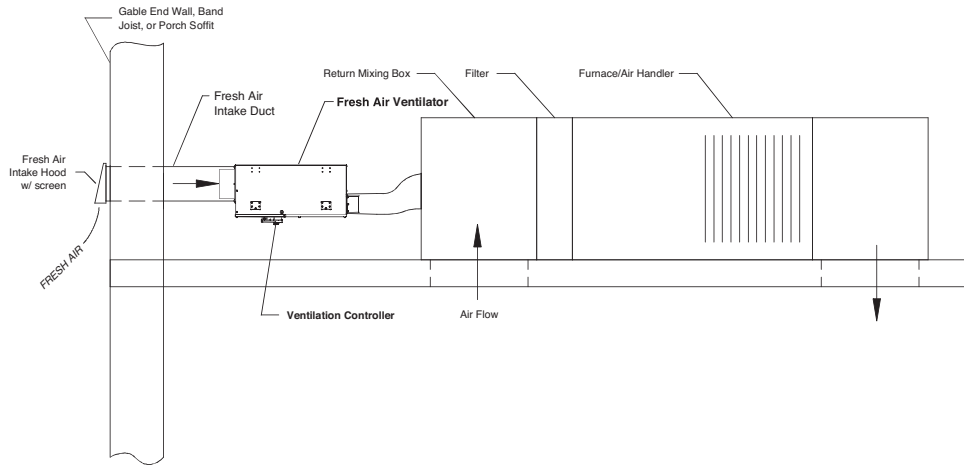 Gable End Wall, Band
Joist, or Porch Soffit
Return Mixing Box
Filter
Furnace/Air Handler
Fresh Air
Intake Duct
Fresh Air Ventilator
Fresh Air
Intake Hood
w/ screen
FRESH AIR
Ventilation Controller
Air Flow